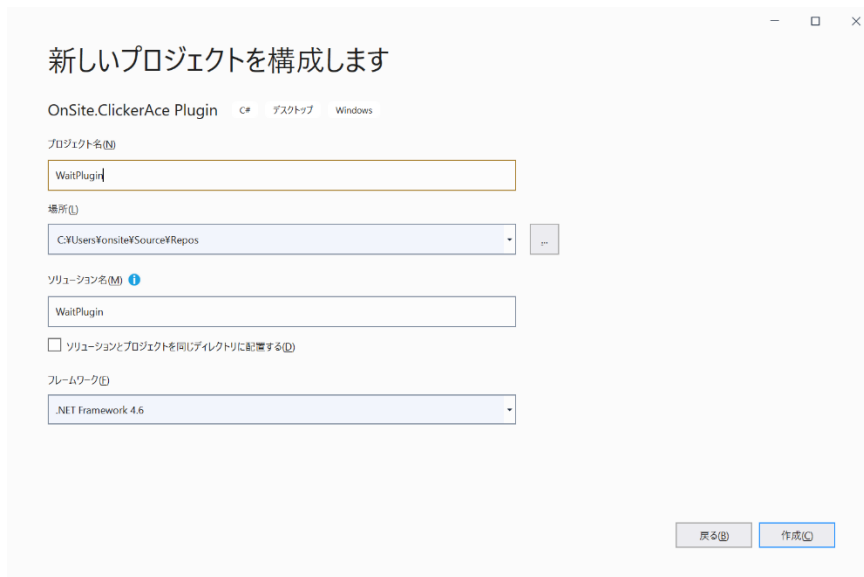 新しいプロジェクトを構成します
OnSite.ClickerAce Plugin C# デスクトップ Windows
プロジェクト名(N)
WaitPlugin
場所(L)
C:¥Users¥onsite¥Source¥Repos
...
ソリューション名(M)
WaitPlugin
ソリューションとプロジェクトを同じディレクトリに配置する(D)
フレームワーク(F)
.NET Framework 4.6
戻る(B) 作成(C)